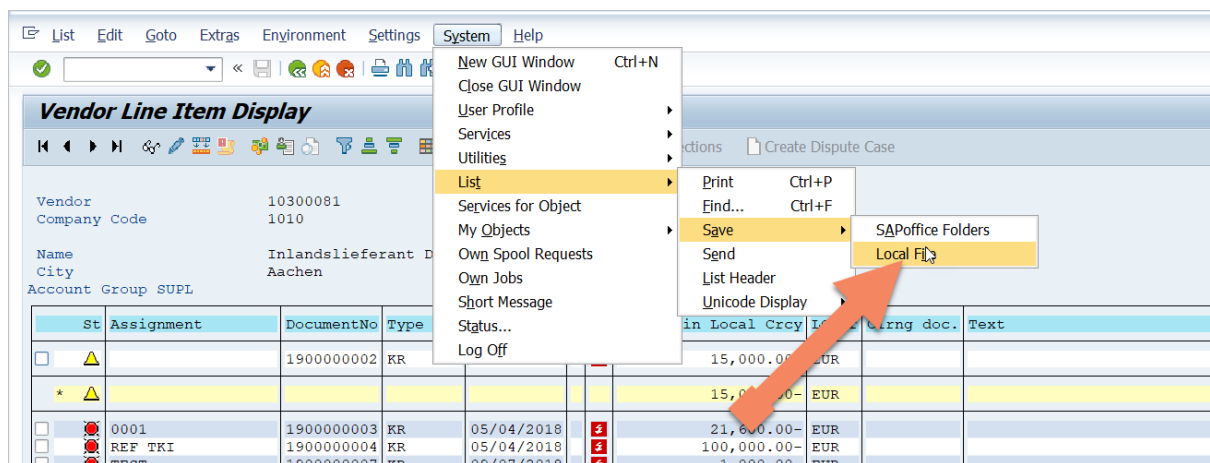 List Edit Goto Extras Environment Settings System Help
New GUI Window Ctrl+N
Close GUI Window
User Profile
Services
Utilities
List
Services for Object
My Objects
Own Spool Requests
Own Jobs
Short Message
Status...
Log Off
Print Ctrl+P
Find... Ctrl+F
Save
Send
List Header
Unicode Display
SAPoffice Folders
Local File
Vendor Line Item Display
Create Dispute Case
Vendor 10300081
Company Code 1010
Name Inlandslieferant D
City Aachen
Account Group SUPL
St Assignment DocumentNo Type in Local Crcy Clrng doc. Text
1900000002 KR 15,000.00- EUR
* 15,000.00- EUR
0001 1900000003 KR 05/04/2018 21,600.00- EUR
REF TKI 1900000004 KR 05/04/2018 100,000.00- EUR